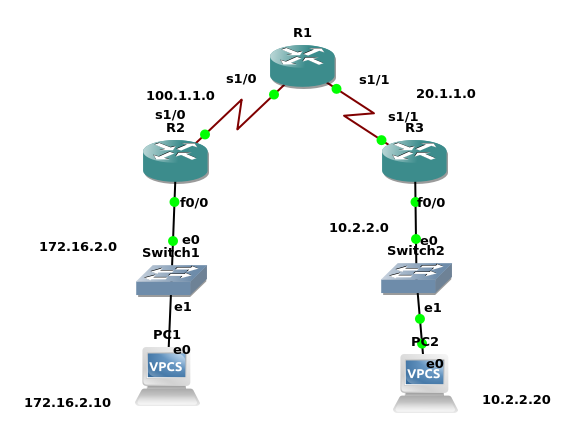 R1
s1/0
s1/1
100.1.1.0
20.1.1.0
s1/0
s1/1
R2
R3
f0/0
f0/0
10.2.2.0
172.16.2.0
e0
e0
Switch1
Switch2
e1
e1
PC1
PC2
e0
e0
VPCS
VPCS
172.16.2.10
10.2.2.20